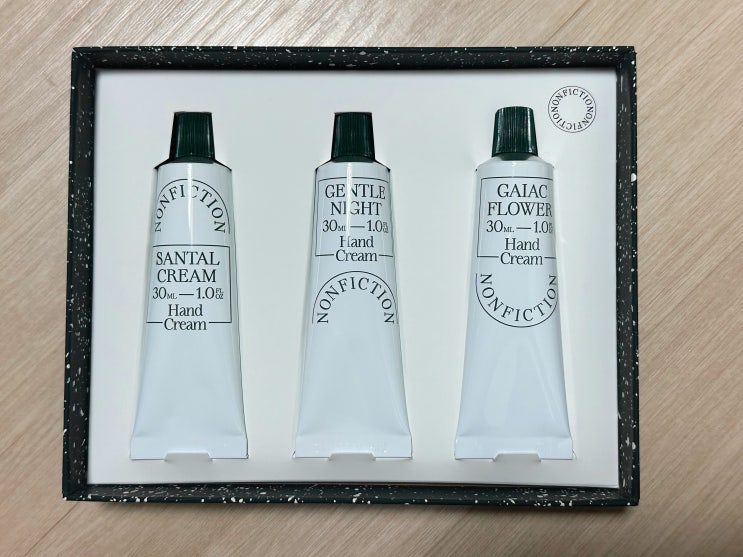 NONFICTION
SANTAL
CREAM
30ML—1.0FL OZ
Hand
Cream
GENTLE
NIGHT
30ML—1.0FL OZ
Hand
Cream
NONFICTION
GAIAC
FLOWER
30ML—1.0FL OZ
Hand
Cream
NONFICTION
NONFICTIONNONFICTION